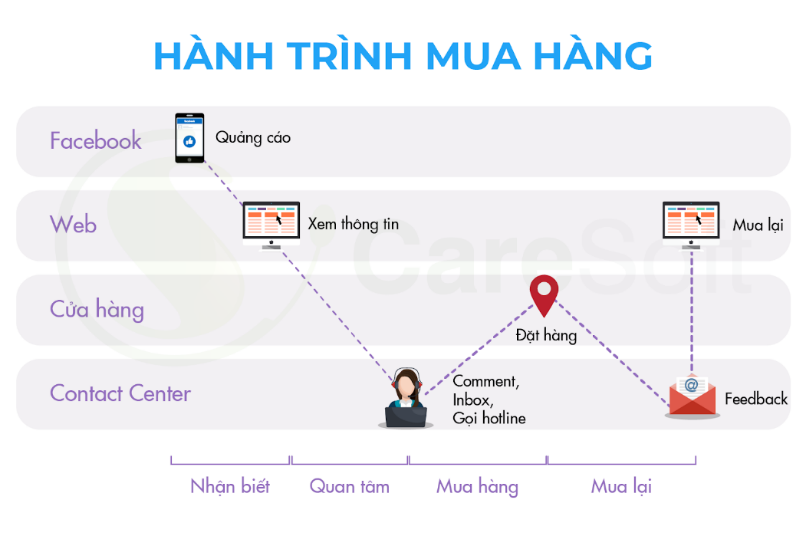 HÀNH TRÌNH MUA HÀNG
Facebook
Quảng cáo
Web
Xem thông tin
Mua lại
CareSoft
Cửa hàng
Đặt hàng
Contact Center
Comment,
Inbox,
Gọi hotline
Feedback
Nhận biết
Quan tâm
Mua hàng
Mua lại